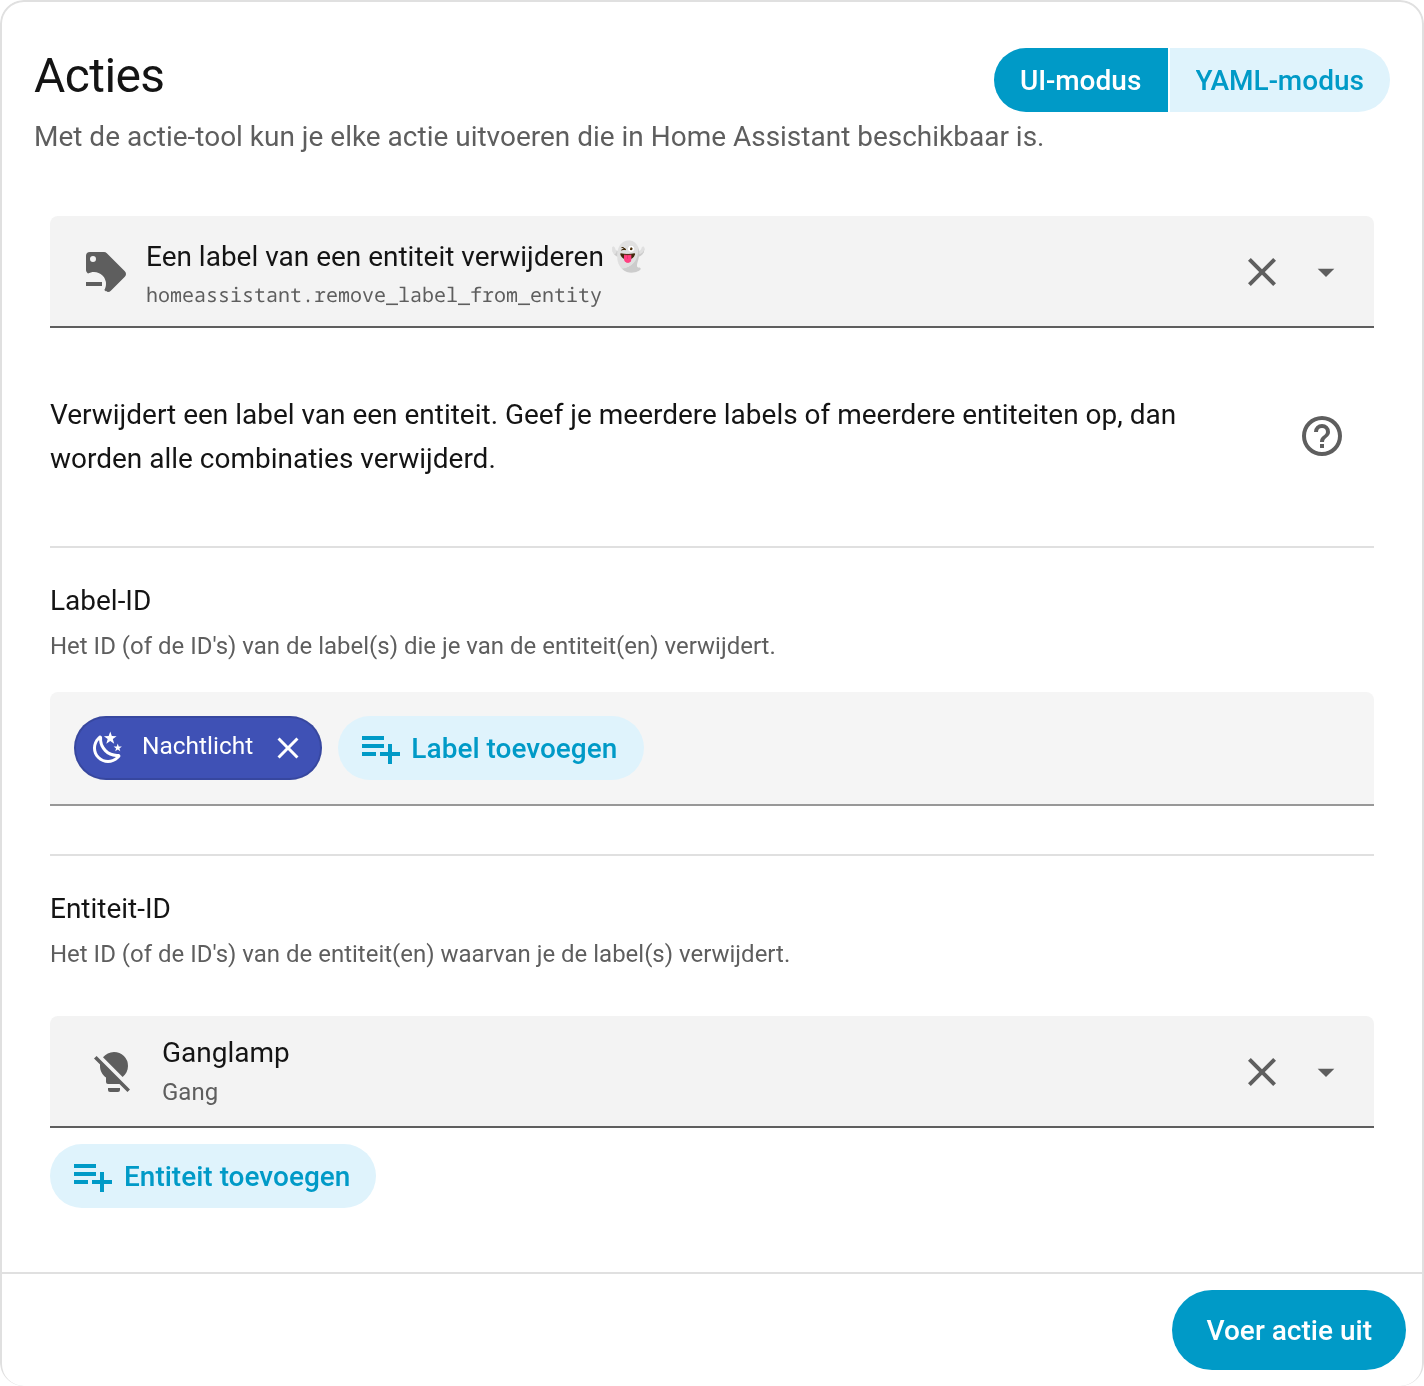 Acties
UI-modus
YAML-modus
Met de actie-tool kun je elke actie uitvoeren die in Home Assistant beschikbaar is.
Een label van een entiteit verwijderen 👻
homeassistant.remove_label_from_entity
Verwijdert een label van een entiteit. Geef je meerdere labels of meerdere entiteiten op, dan
worden alle combinaties verwijderd.
Label-ID
Het ID (of de ID's) van de label(s) die je van de entiteit(en) verwijdert.
Nachtlicht
Label toevoegen
Entiteit-ID
Het ID (of de ID's) van de entiteit(en) waarvan je de label(s) verwijdert.
Ganglamp
Gang
Entiteit toevoegen
Voer actie uit